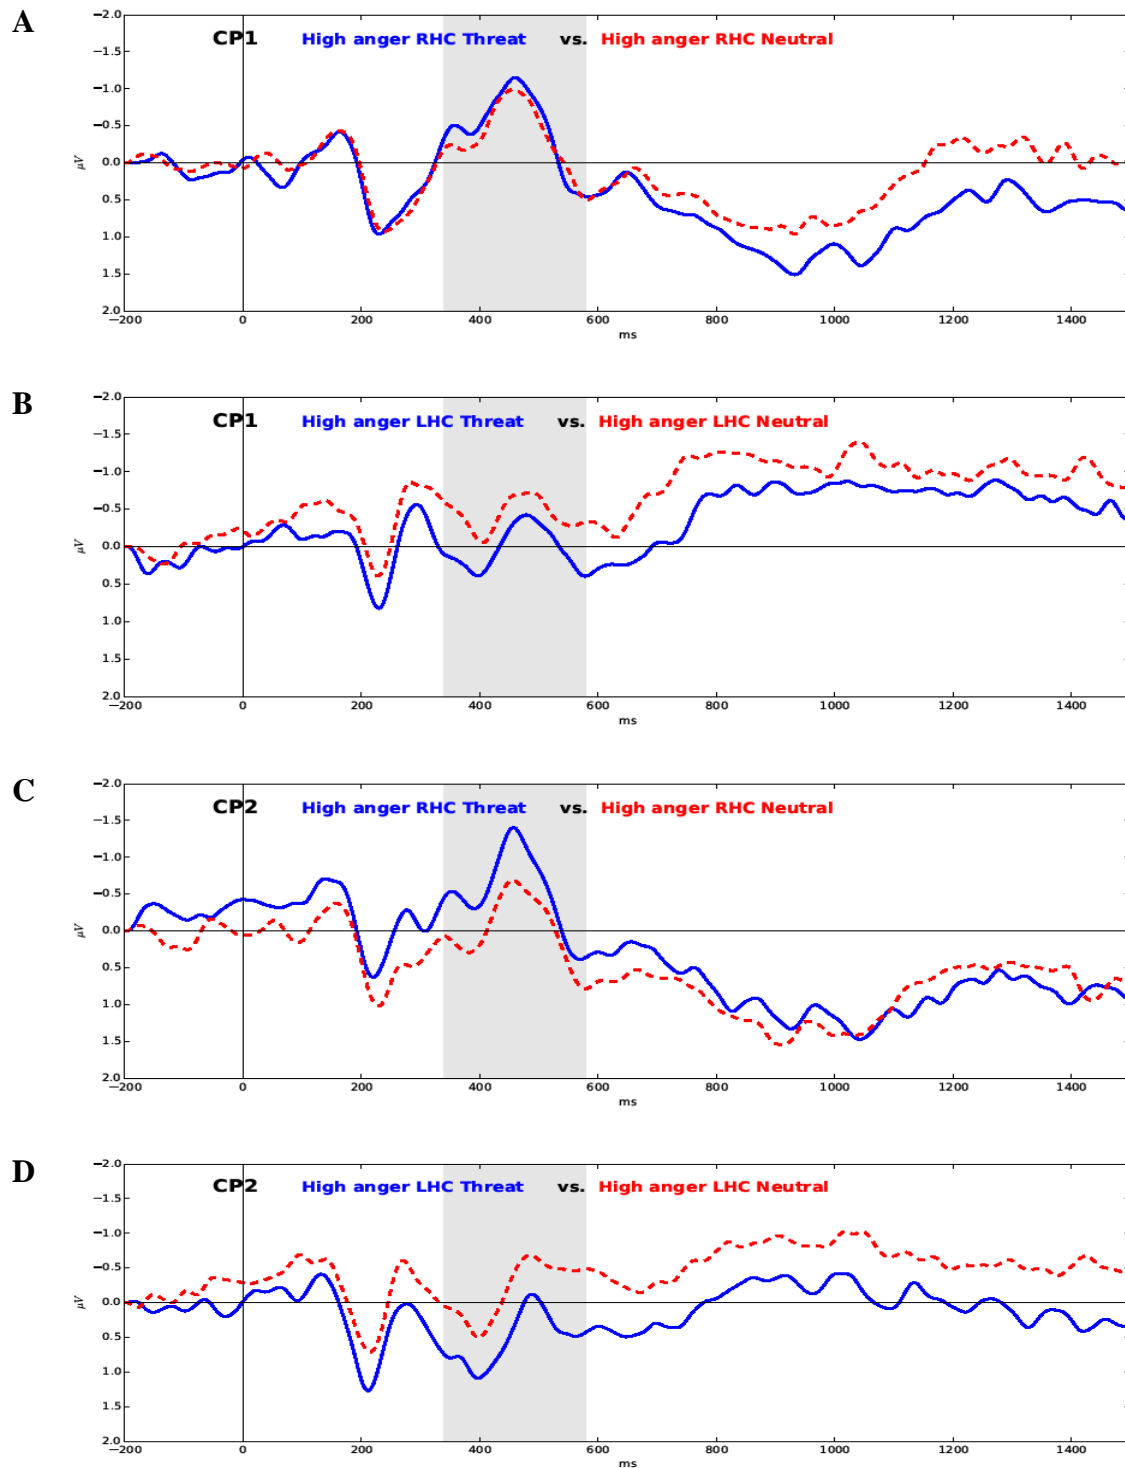 A
CP1 High anger RHC Threat vs. High anger RHC Neutral
−2.0
−1.5
−1.0
−0.5
0.0
0.5
1.0
1.5
2.0
μV
−200 0 200 400 600 800 1000 1200 1400
ms
B
CP1 High anger LHC Threat vs. High anger LHC Neutral
−2.0
−1.5
−1.0
−0.5
0.0
0.5
1.0
1.5
2.0
μV
−200 0 200 400 600 800 1000 1200 1400
ms
C
CP2 High anger RHC Threat vs. High anger RHC Neutral
−2.0
−1.5
−1.0
−0.5
0.0
0.5
1.0
1.5
2.0
μV
−200 0 200 400 600 800 1000 1200 1400
ms
D
CP2 High anger LHC Threat vs. High anger LHC Neutral
−2.0
−1.5
−1.0
−0.5
0.0
0.5
1.0
1.5
2.0
μV
−200 0 200 400 600 800 1000 1200 1400
ms